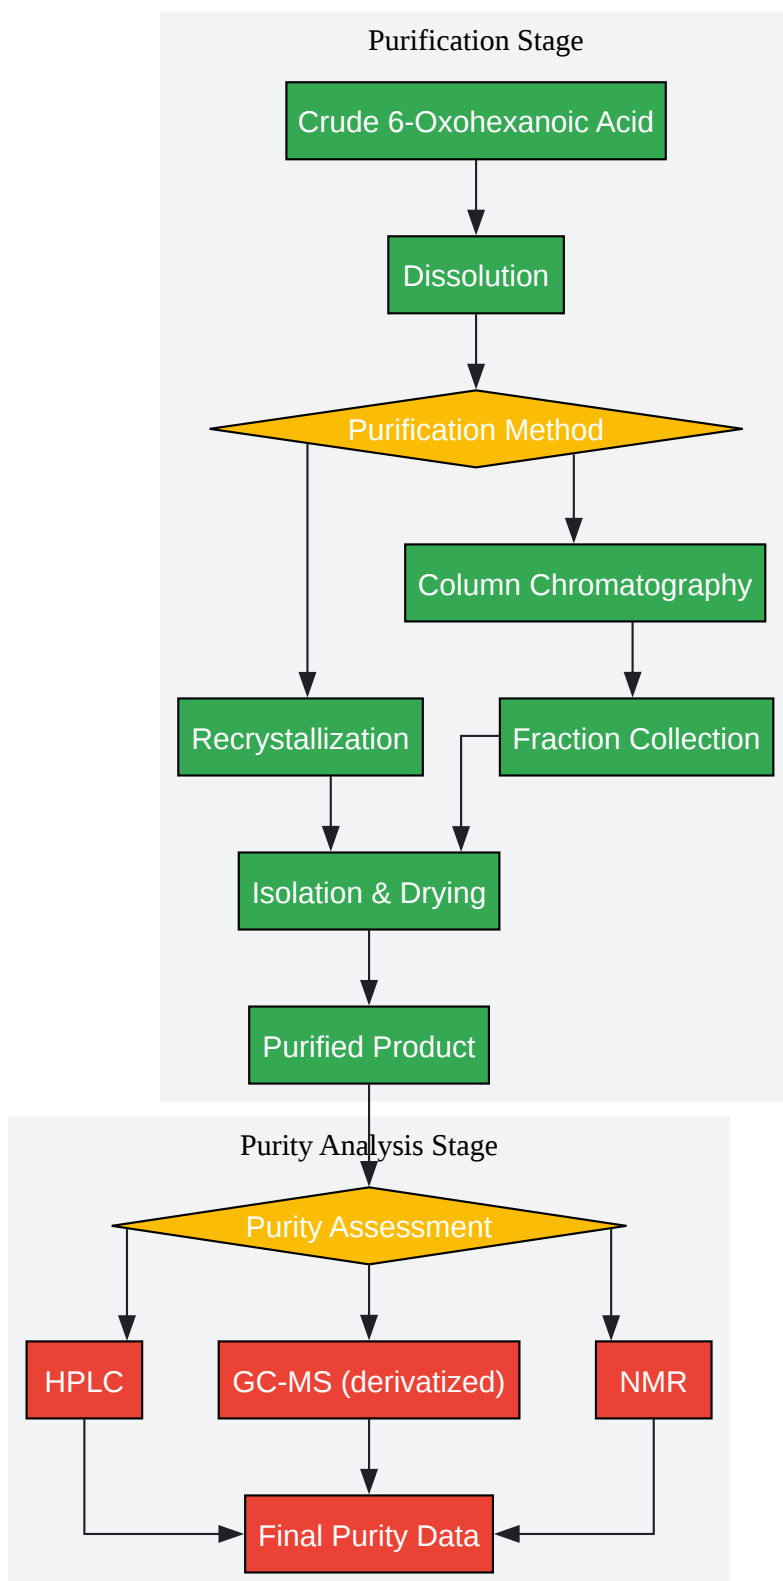 Purification Stage
Crude 6-Oxohexanoic Acid
Dissolution
Purification Method
Column Chromatography
Recrystallization
Fraction Collection
Isolation & Drying
Purified Product
Purity Analysis Stage
Purity Assessment
HPLC
GC-MS (derivatized)
NMR
Final Purity Data